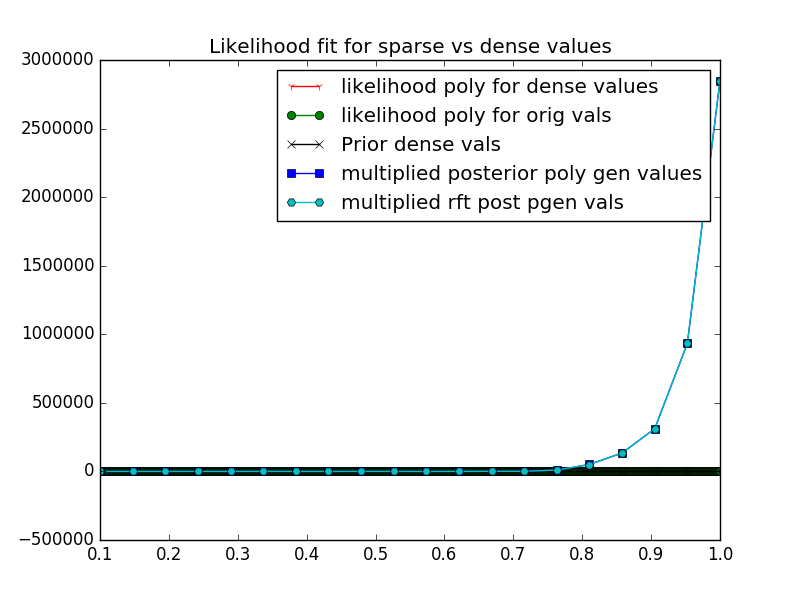 Likelihood fit for sparse vs dense values
3000000
2500000
2000000
1500000
1000000
500000
0
−500000
likelihood poly for dense values
likelihood poly for orig vals
Prior dense vals
multiplied posterior poly gen values
multiplied rft post pgen vals
0.1 0.2 0.3 0.4 0.5 0.6 0.7 0.8 0.9 1.0